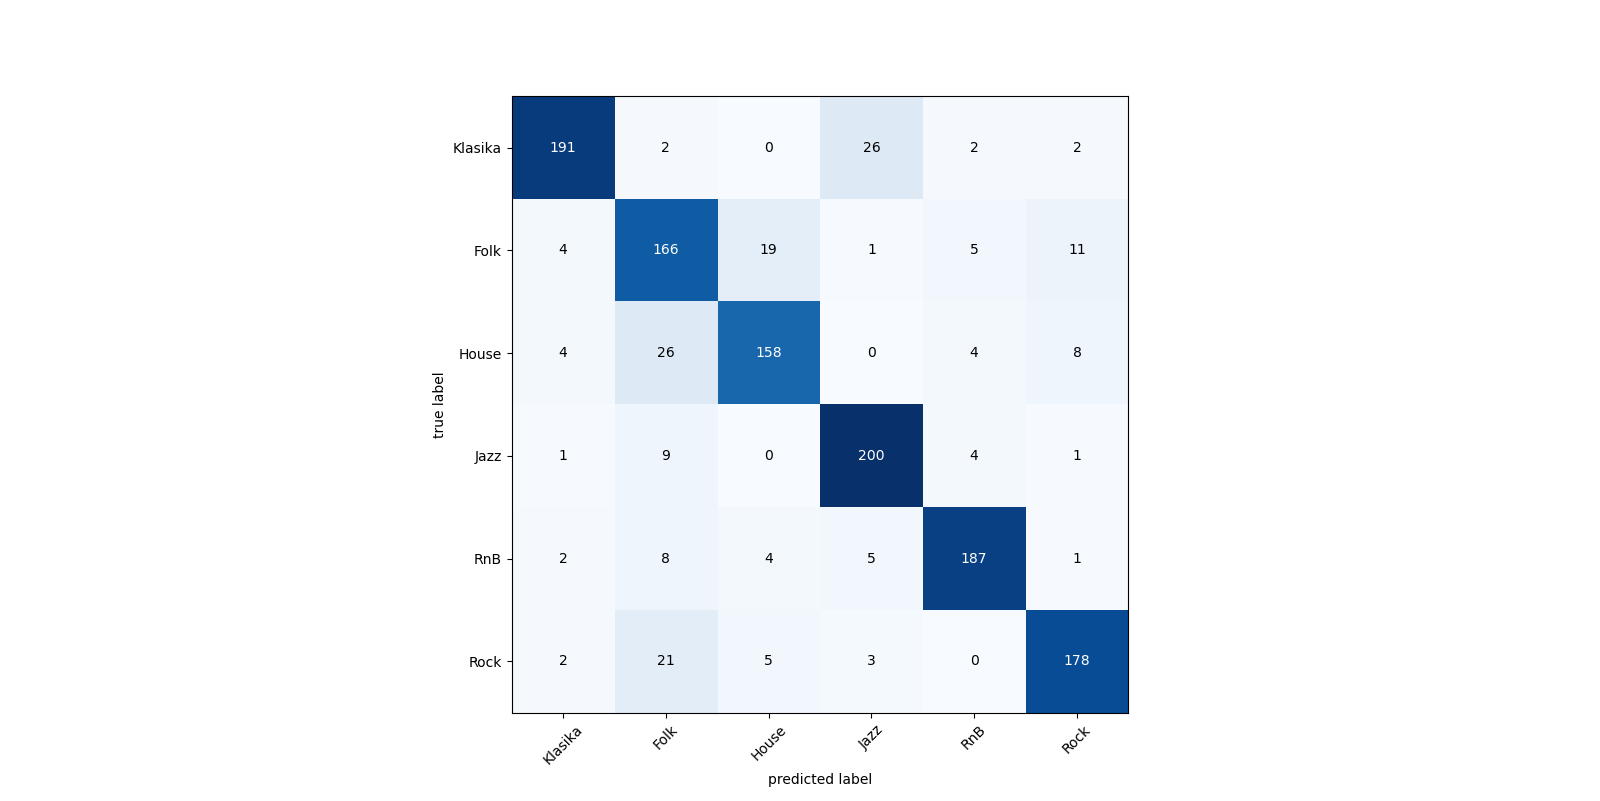 Klasika 191 2 0 26 2 2
Folk 4 166 19 1 5 11
House 4 26 158 0 4 8
Jazz 1 9 0 200 4 1
RnB 2 8 4 5 187 1
Rock 2 21 5 3 0 178
true label
Klasika Folk House Jazz RnB Rock
predicted label